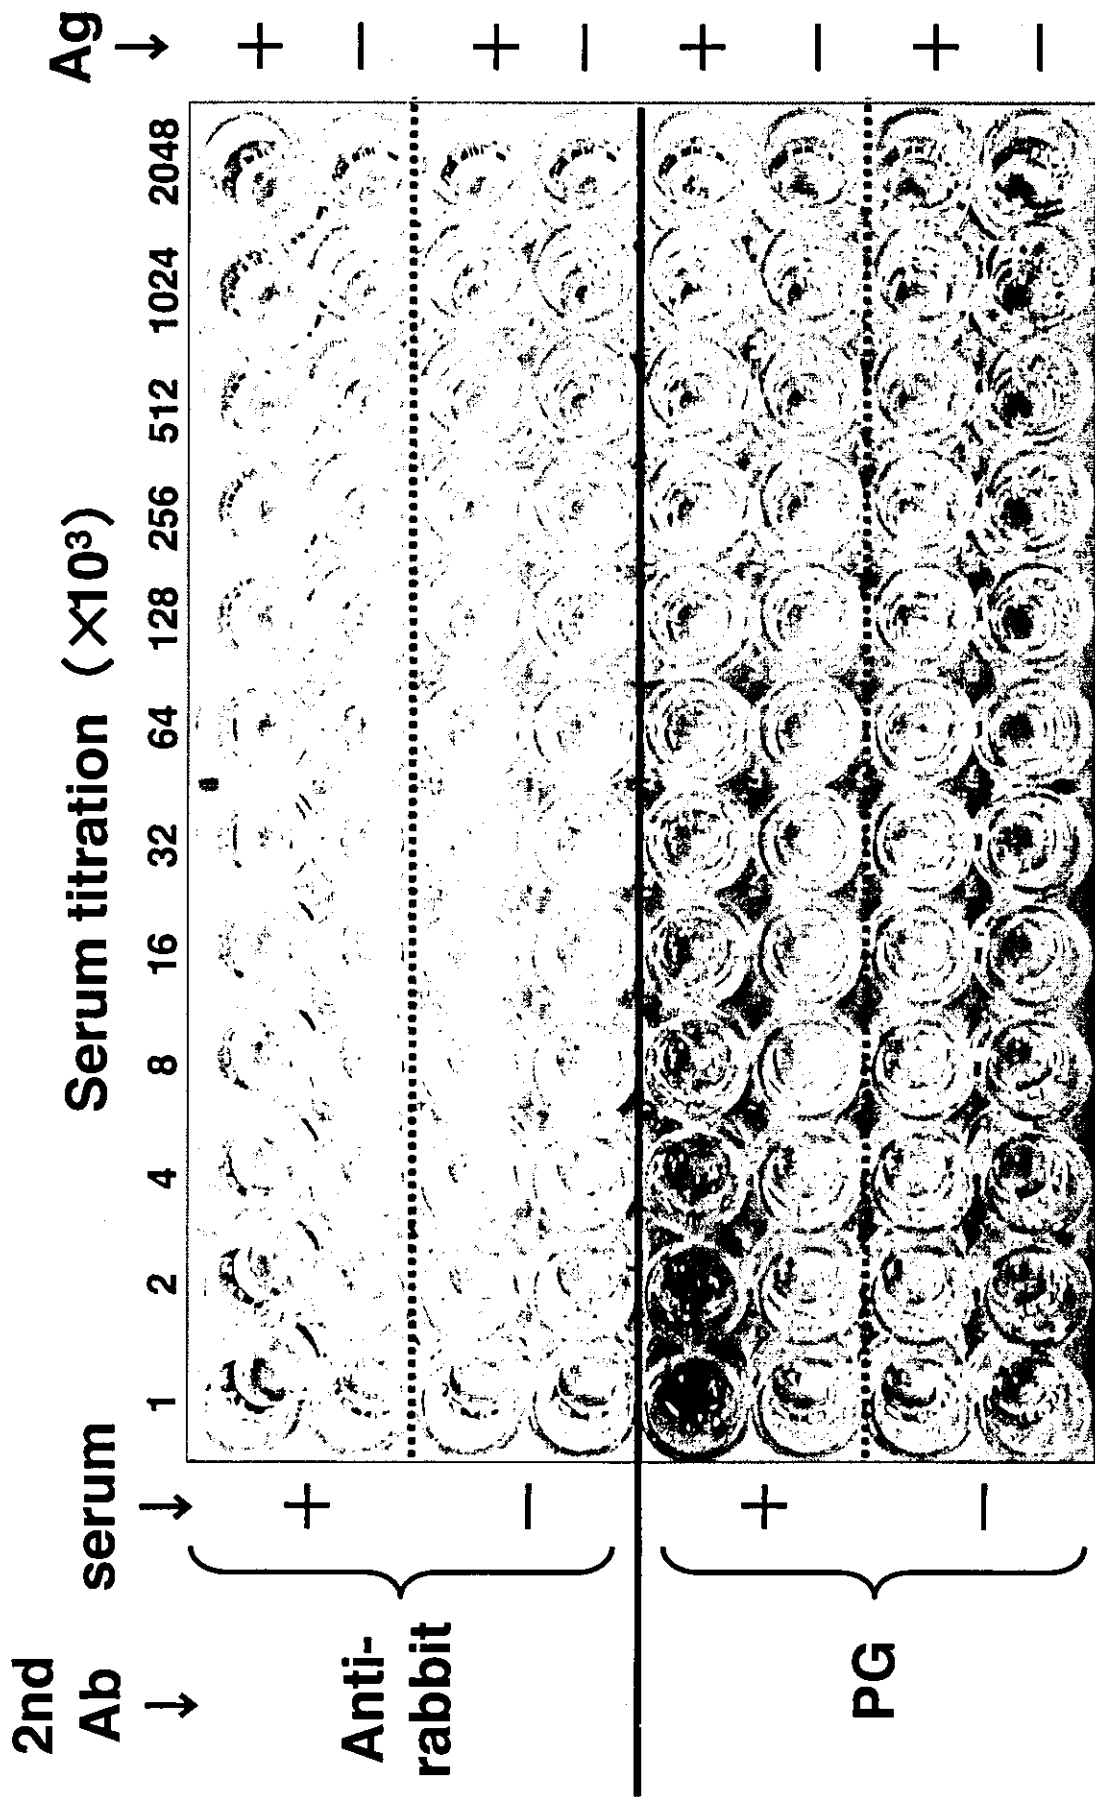 Serum titration (×10³)
2nd
Ab
↓
serum
↓
1 2 4 8 16 32 64 128 256 512 1024 2048
Ag
↓
Anti-
rabbit
+
+
−
−
+
−
PG
+
+
−
−
+
−